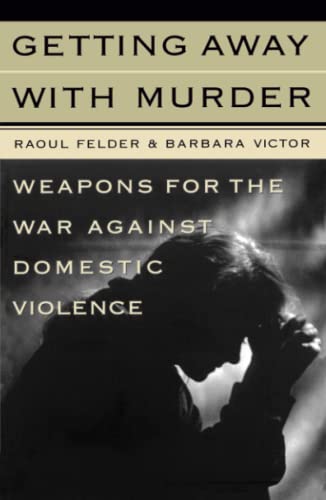 GETTING AWAY
WITH MURDER
RAOUL FELDER & BARBARA VICTOR
WEAPONS FOR THE
WAR AGAINST
DOMESTIC
VIOLENCE